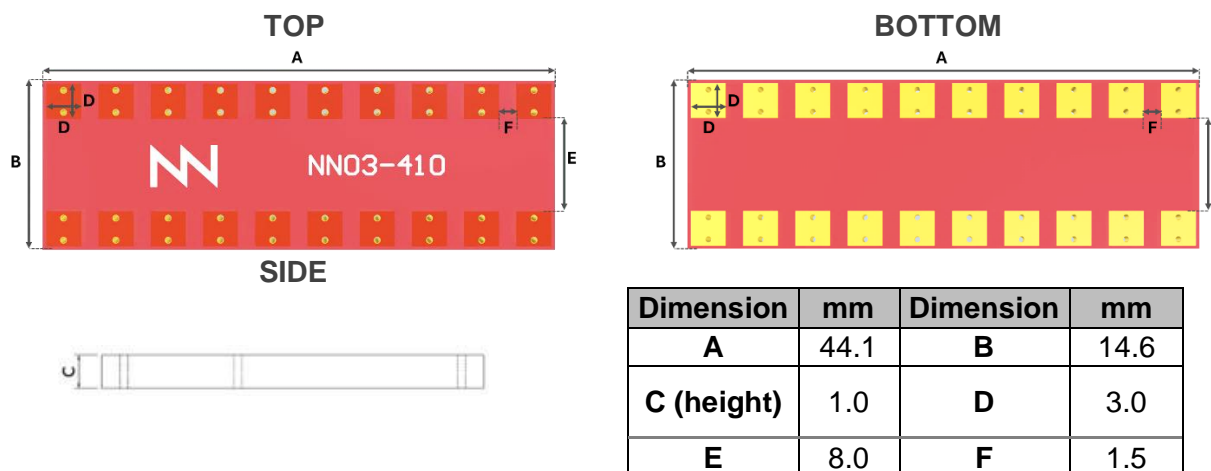 TOP
A
D
D
F
B
E
NN03-410
SIDE
C
BOTTOM
A
D
D
F
B
Dimension mm Dimension mm
A 44.1 B 14.6
C (height) 1.0 D 3.0
E 8.0 F 1.5